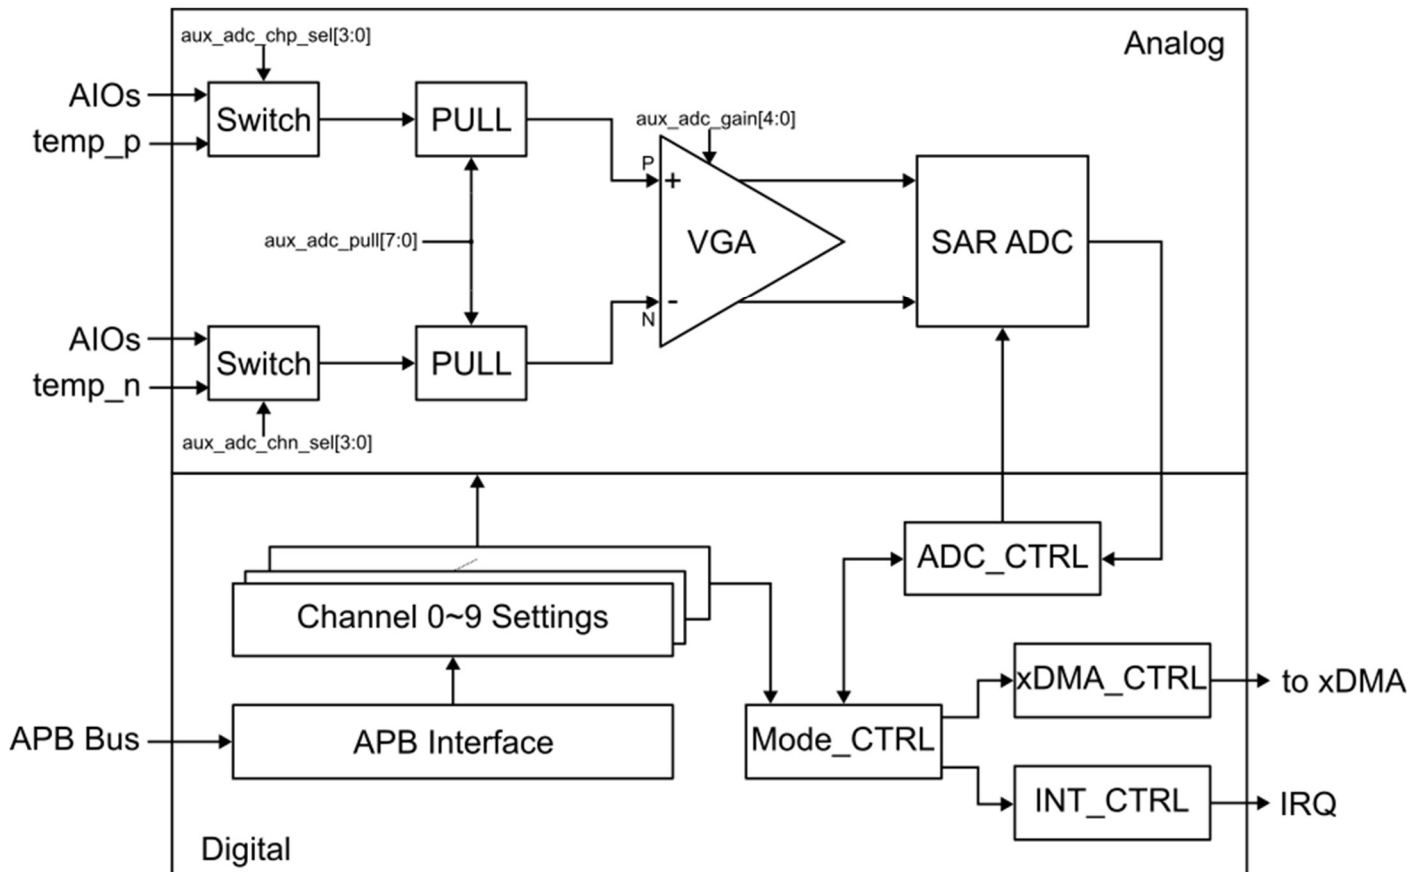 aux_adc_chp_sel[3:0]
Analog
AIOs
Switch
PULL
temp_p
aux_adc_gain[4:0]
P
+
aux_adc_pull[7:0]
VGA
SAR ADC
-
N
AIOs
Switch
PULL
temp_n
aux_adc_chn_sel[3:0]
ADC_CTRL
Channel 0~9 Settings
xDMA_CTRL
to xDMA
APB Bus
APB Interface
Mode_CTRL
INT_CTRL
IRQ
Digital